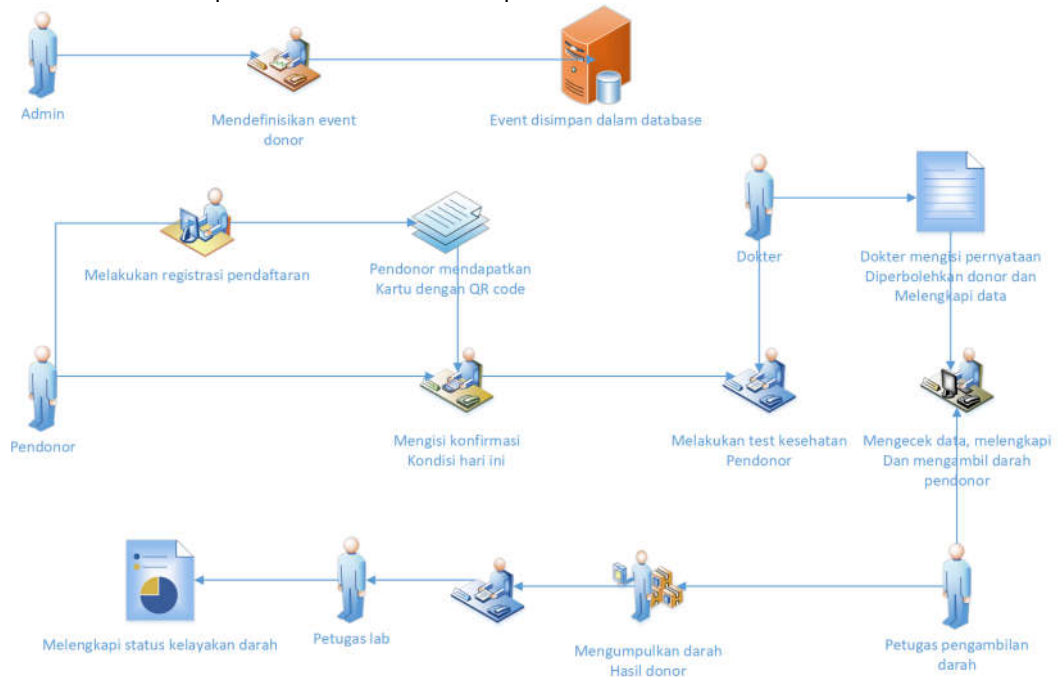 Admin
Mendefinisikan event
donor
Event disimpan dalam database
Melakukan registrasi pendaftaran
Pendonor mendapatkan
Kartu dengan QR code
Dokter
Dokter mengisi pernyataan
Diperbolehkan donor dan
Melengkapi data
Pendonor
Mengisi konfirmasi
Kondisi hari ini
Melakukan test kesehatan
Pendonor
Mengecek data, melengkapi
Dan mengambil darah
pendonor
Melengkapi status kelayakan darah
Petugas lab
Mengumpulkan darah
Hasil donor
Petugas pengambilan
darah